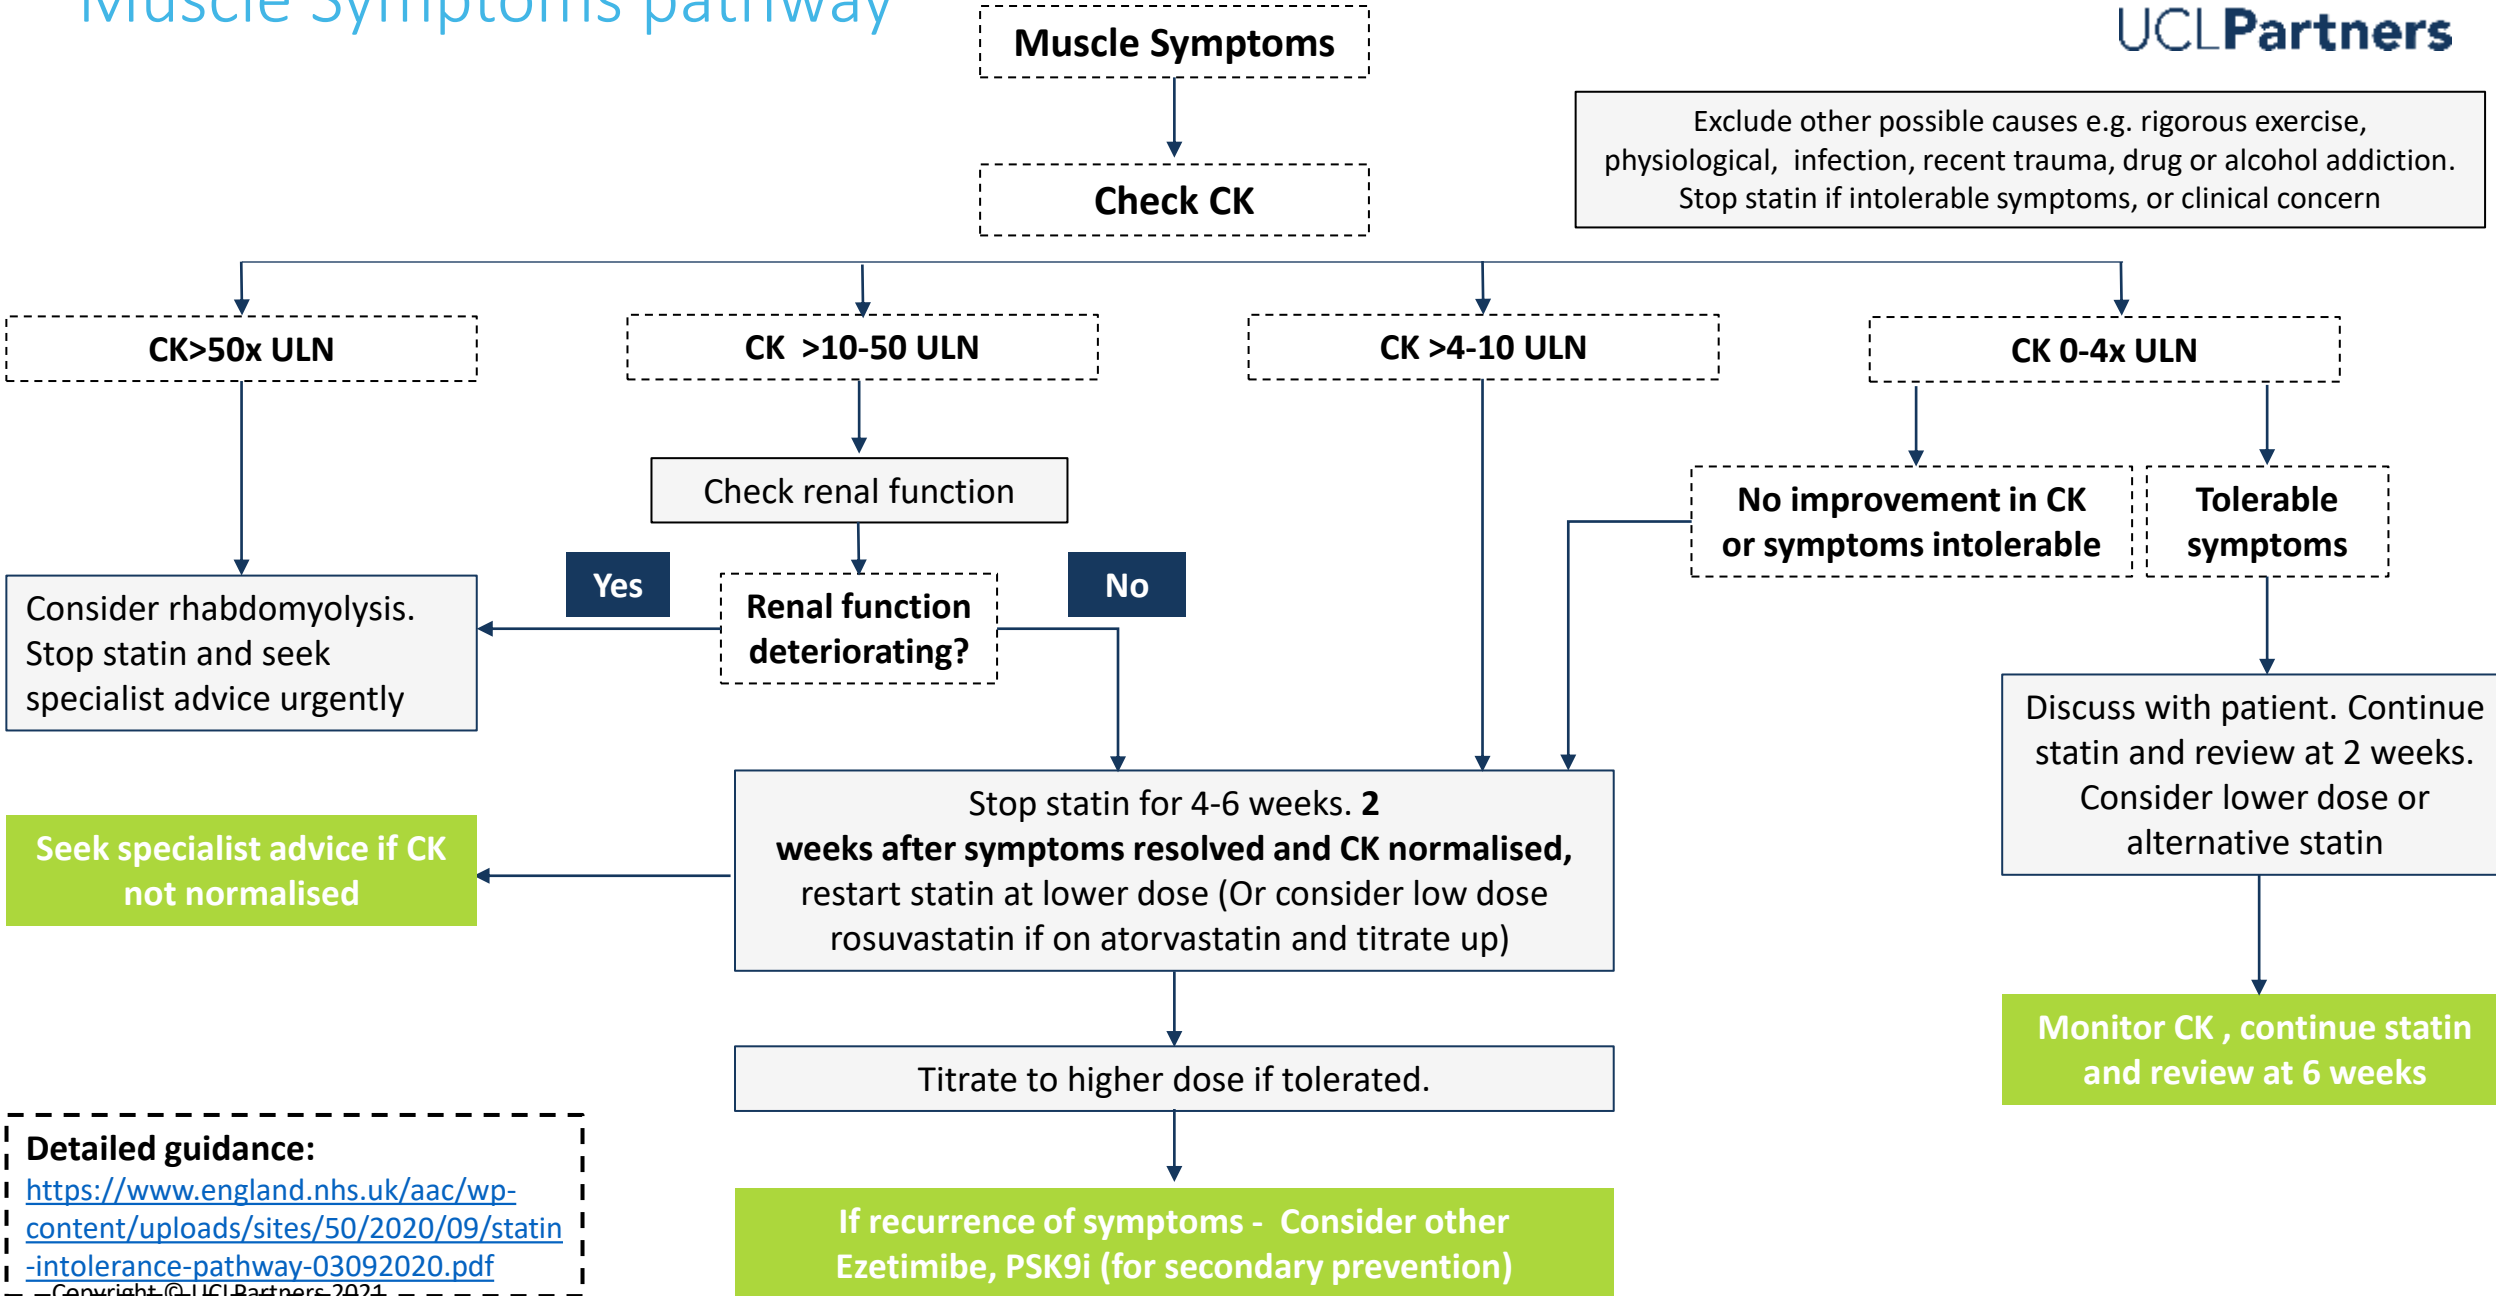 Muscle Symptoms pathway
UCLPartners
Muscle Symptoms
Exclude other possible causes e.g. rigorous exercise,
physiological, infection, recent trauma, drug or alcohol addiction.
Stop statin if intolerable symptoms, or clinical concern
Check CK
CK>50x ULN
CK >10-50 ULN
CK >4-10 ULN
CK 0-4x ULN
Check renal function
No improvement in CK
or symptoms intolerable
Tolerable
symptoms
Yes
No
Renal function
deteriorating?
Consider rhabdomyolysis.
Stop statin and seek
specialist advice urgently
Discuss with patient. Continue
statin and review at 2 weeks.
Consider lower dose or
alternative statin
Stop statin for 4-6 weeks. 2
weeks after symptoms resolved and CK normalised,
restart statin at lower dose (Or consider low dose
rosuvastatin if on atorvastatin and titrate up)
Seek specialist advice if CK
not normalised
Monitor CK , continue statin
and review at 6 weeks
Titrate to higher dose if tolerated.
If recurrence of symptoms - Consider other
Ezetimibe, PSK9i (for secondary prevention)
Detailed guidance:
https://www.england.nhs.uk/aac/wp-
content/uploads/sites/50/2020/09/statin
-intolerance-pathway-03092020.pdf
Copyright © UCLPartners 2021